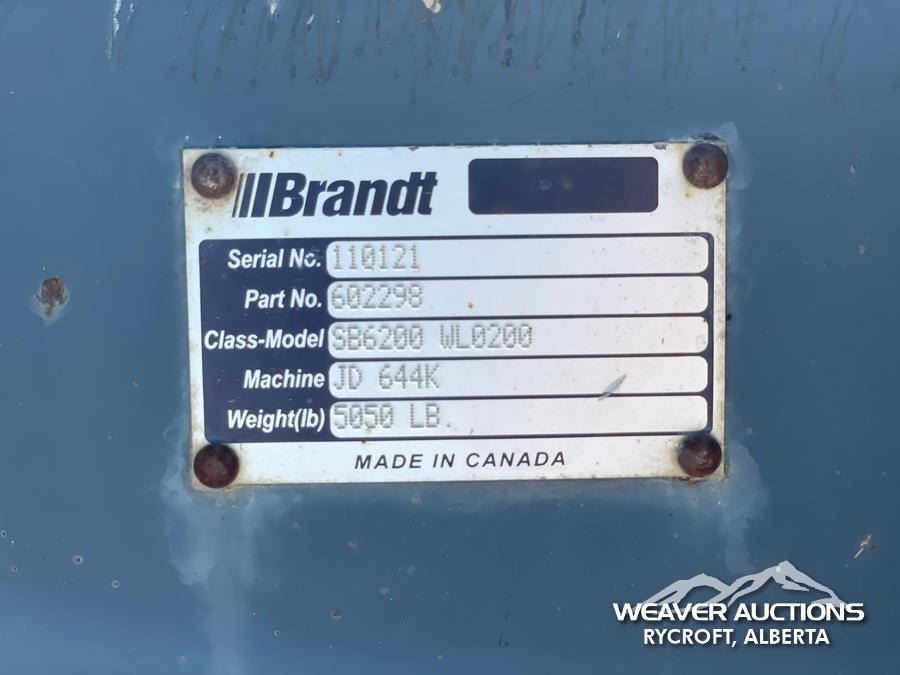 Brandt
Serial No. 110121
Part No. 602298
Class-Model SB6200 WL0200
Machine JD 644K
Weight(lb) 5050 LB
MADE IN CANADA
WEAVER AUCTIONS
RYCROFT, ALBERTA